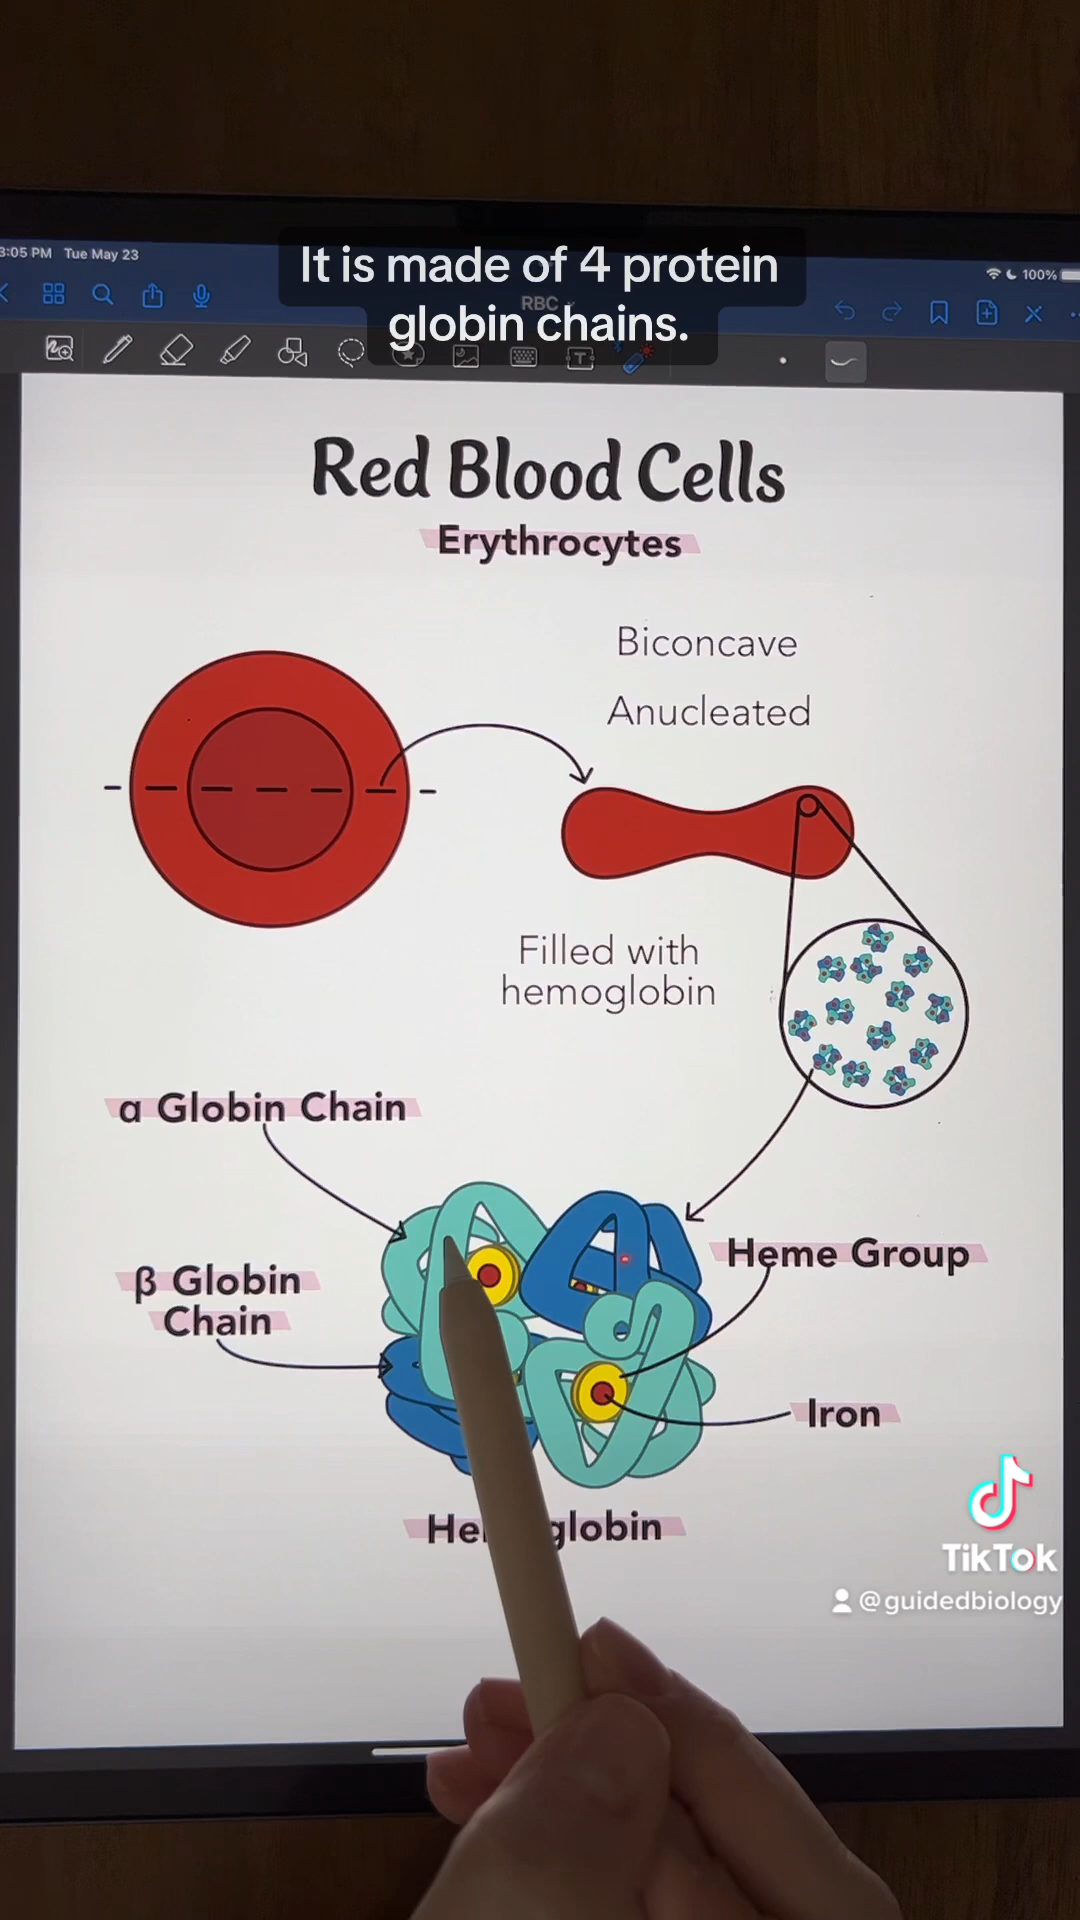 3:05 PM Tue May 23
It is made of 4 protein
globin chains.
100%
RBC
Red Blood Cells
Erythrocytes
Biconcave
Anucleated
Filled with
hemoglobin
α Globin Chain
β Globin
Chain
Heme Group
Iron
He globin
TikTok
@guidedbiology